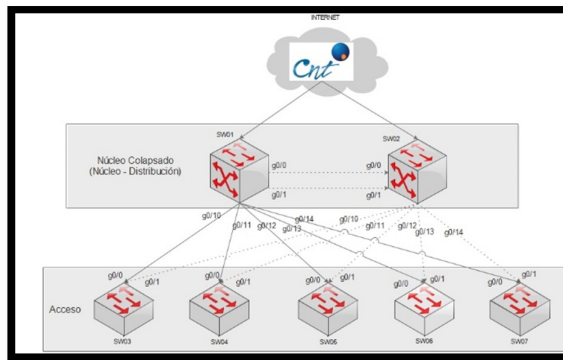 INTERNET
Cnt
SW01
SW02
Núcleo Colapsado
(Núcleo - Distribución)
g0/0
g0/0
g0/1
g0/1
g0/10
g0/11
g0/12
g0/13
g0/14
g0/10
g0/11
g0/12
g0/13
g0/14
Acceso
g0/0
g0/1
g0/0
g0/1
g0/0
g0/1
g0/0
g0/1
g0/0
g0/1
SW03
SW04
SW05
SW06
SW07